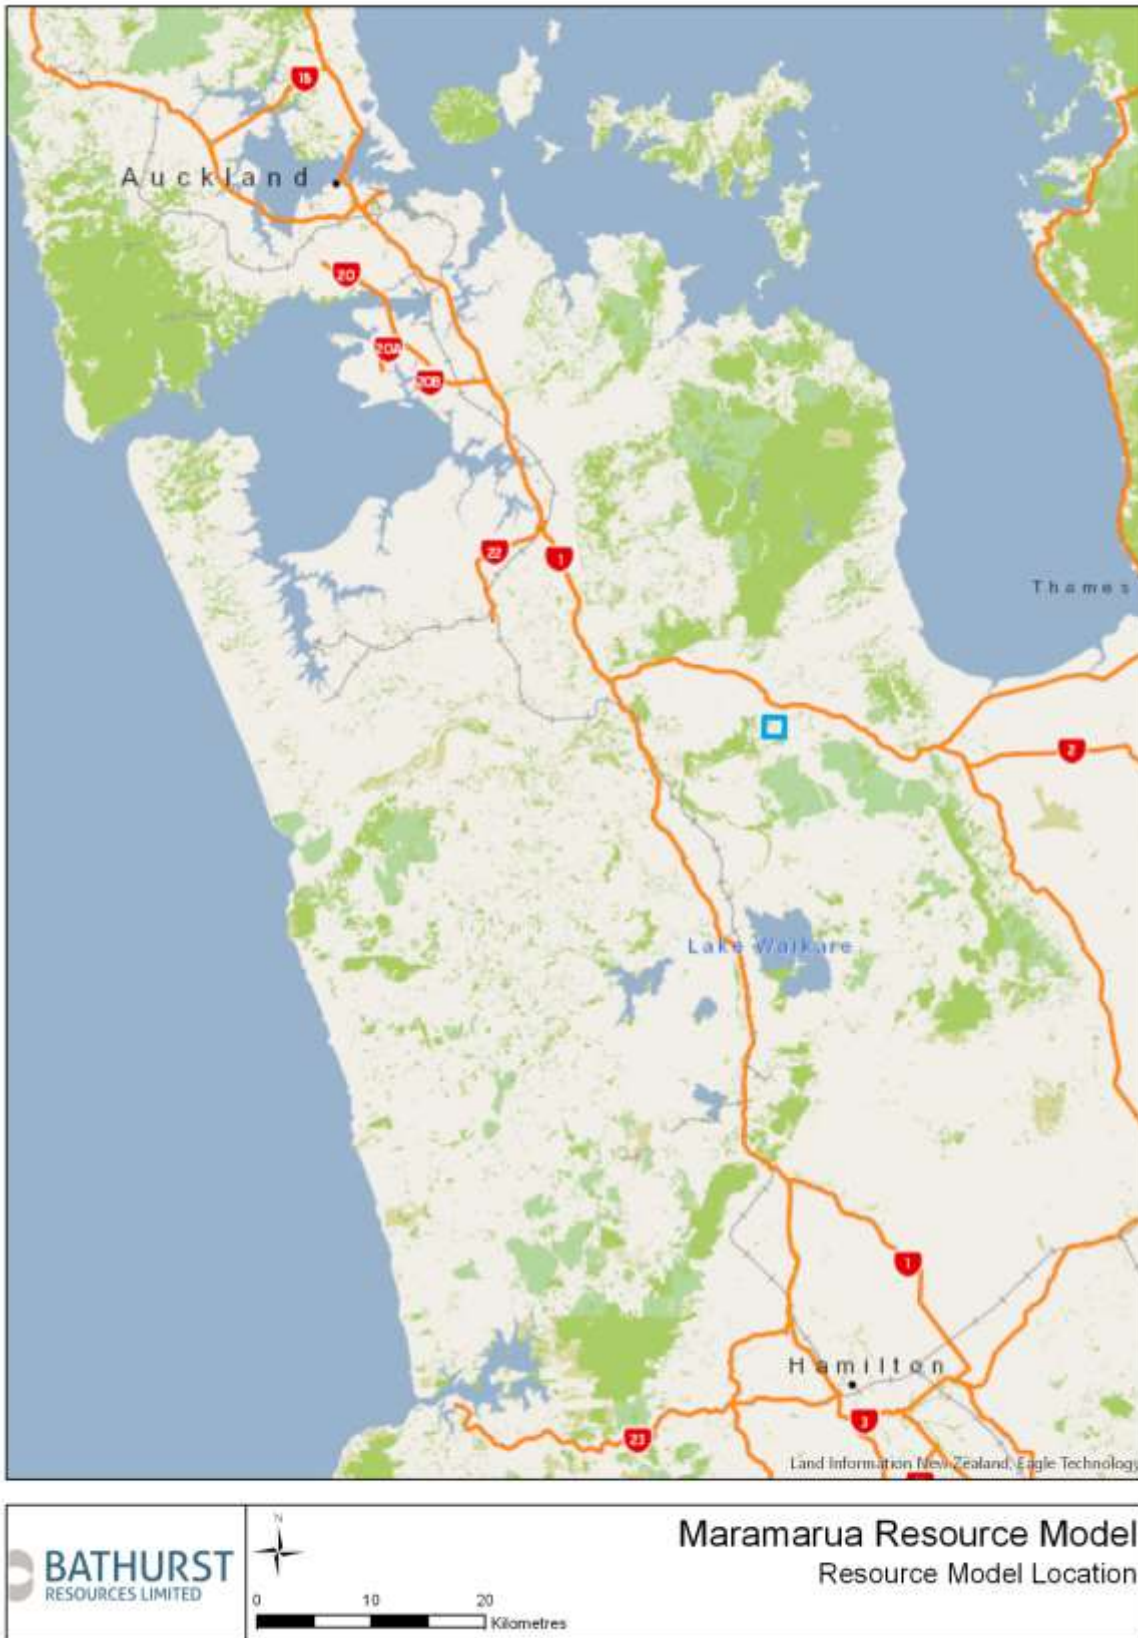 15
Auckland
20
20A
20B
22
1
Thames
2
Lake Waikare
1
Hamilton
3
23
Land Information New Zealand, Eagle Technology
BATHURST
RESOURCES LIMITED
N
0 10 20
Kilometres
Maramarua Resource Model
Resource Model Location